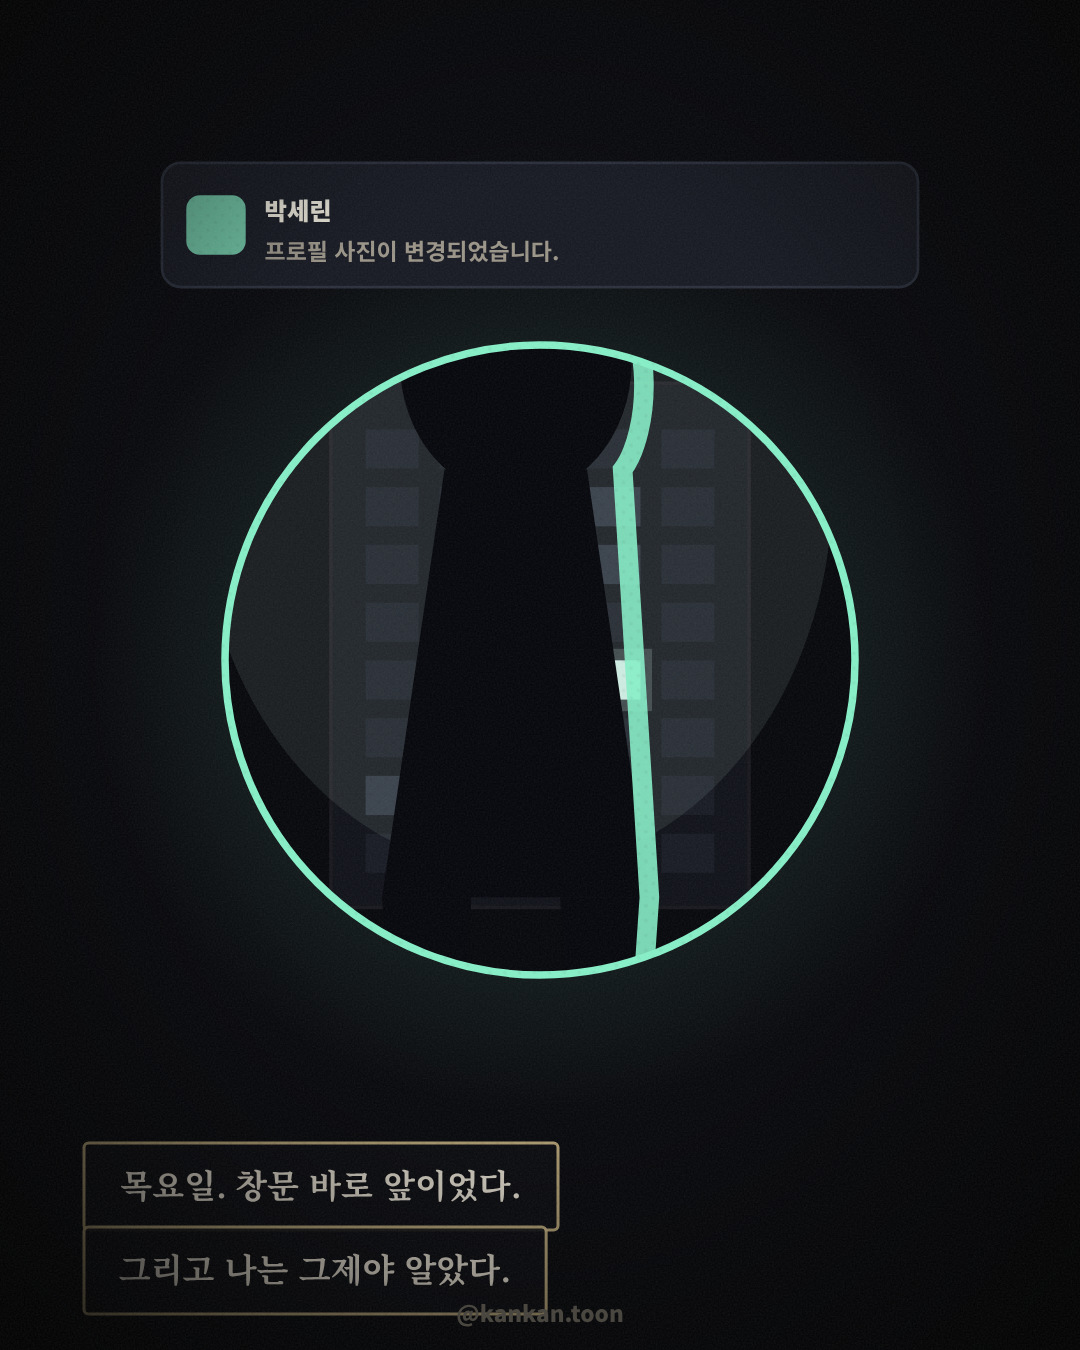 박세린
프로필 사진이 변경되었습니다.
목요일. 창문 바로 앞이었다.
그리고 나는 그제야 알았다.
@kankan.toon